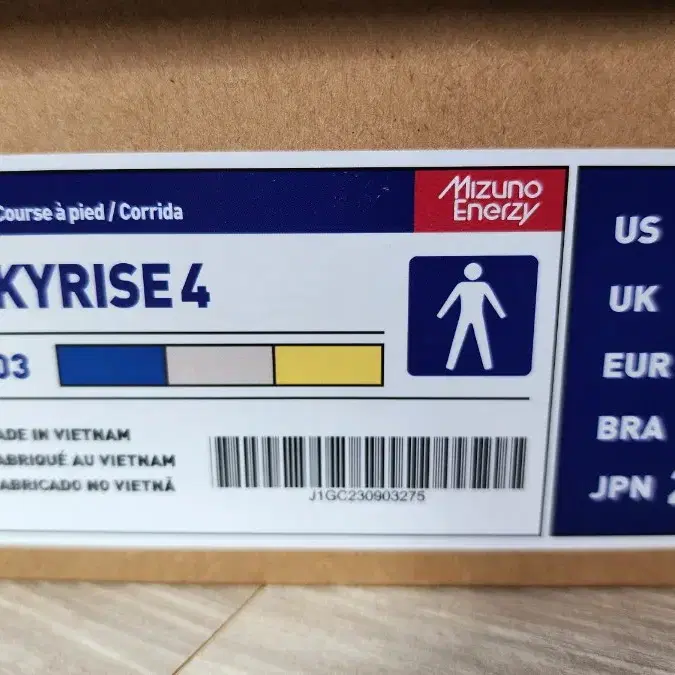 Course à pied / Corrida
Mizuno
Enerzy
KYRISE 4
03
ADE IN VIETNAM
ABRIQUÉ AU VIETNAM
ABRICADO NO VIETNÃ
J1GC230903275
US
UK
EUR
BRA
JPN 2